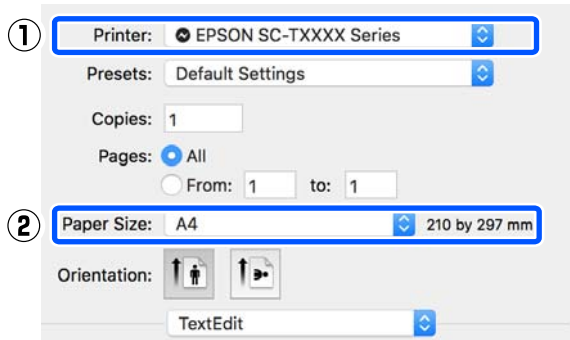 ① Printer: EPSON SC-TXXXX Series
Presets: Default Settings
Copies: 1
Pages: All
From: 1 to: 1
② Paper Size: A4 210 by 297 mm
Orientation:
TextEdit